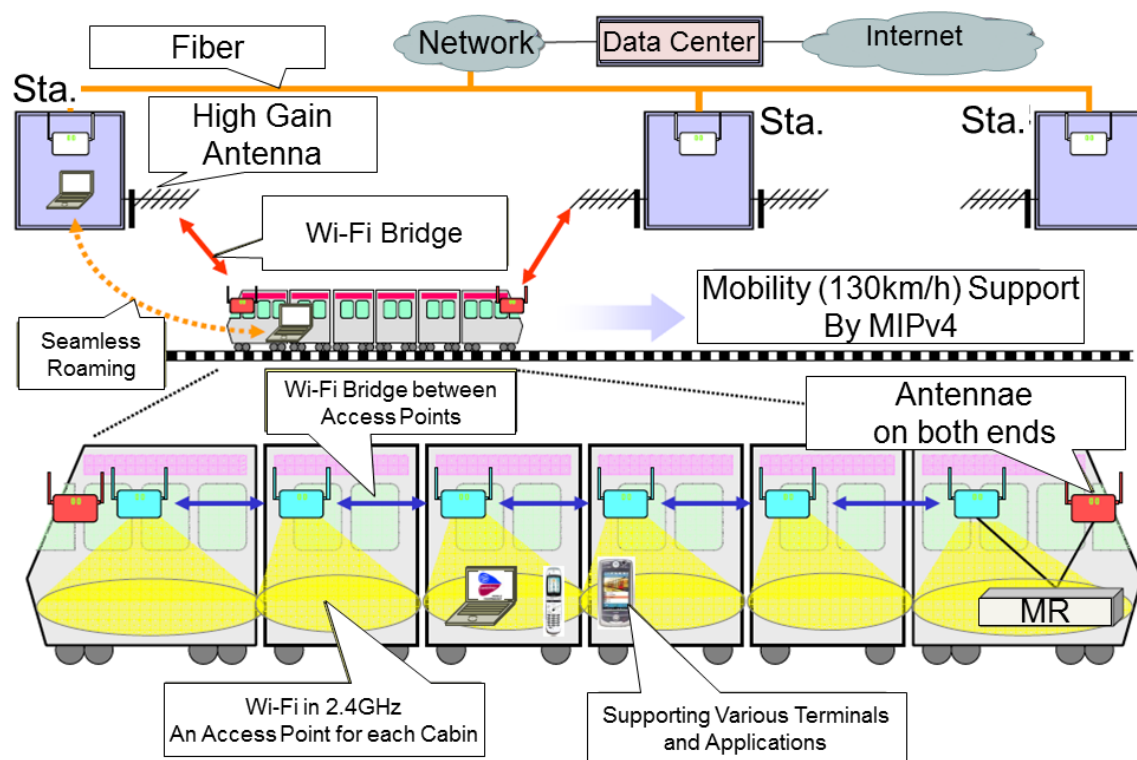 Fiber
Network
Data Center
Internet
Sta.
High Gain
Antenna
Sta.
Sta.
Wi-Fi Bridge
Mobility (130km/h) Support
By MIPv4
Seamless
Roaming
Wi-Fi Bridge between
Access Points
Antennae
on both ends
MR
Wi-Fi in 2.4GHz
An Access Point for each Cabin
Supporting Various Terminals
and Applications